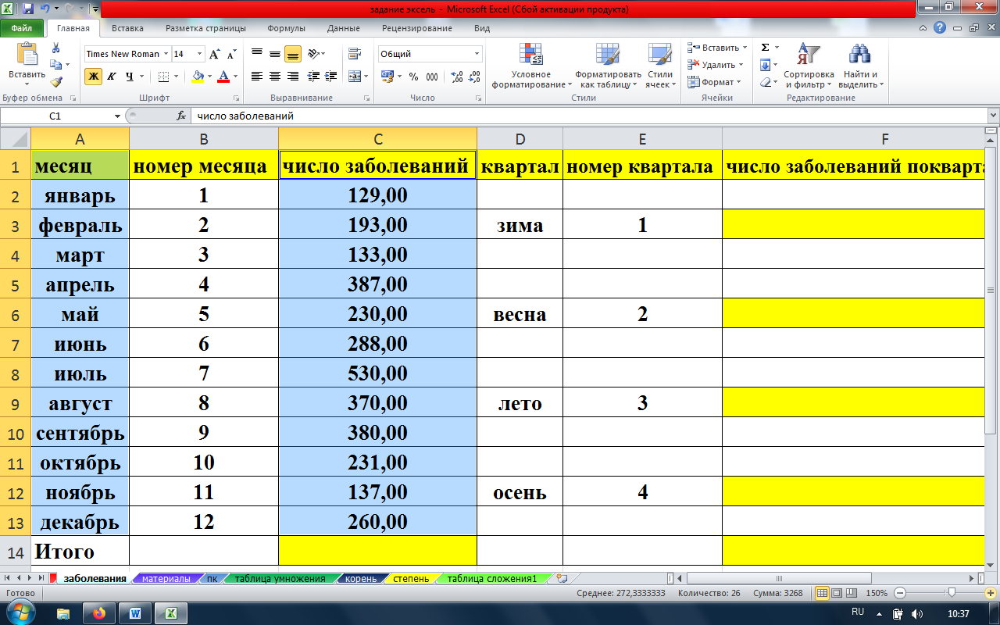 задание эксель - Microsoft Excel (Сбой активации продукта)
Файл Главная Вставка Разметка страницы Формулы Данные Рецензирование Вид
Times New Roman 14 Общий
Вставить
Ж К Ч % 000
Условное форматирование
Форматировать как таблицу
Стили ячеек
Вставить
Удалить
Формат
Сортировка и фильтр
Найти и выделить
Буфер обмена Шрифт Выравнивание Число Стили Ячейки Редактирование
C1 fx число заболеваний
A B C D E F
1 месяц номер месяца число заболеваний квартал номер квартала число заболеваний покварта
2 январь 1 129,00
3 февраль 2 193,00 зима 1
4 март 3 133,00
5 апрель 4 387,00
6 май 5 230,00 весна 2
7 июнь 6 288,00
8 июль 7 530,00
9 август 8 370,00 лето 3
10 сентябрь 9 380,00
11 октябрь 10 231,00
12 ноябрь 11 137,00 осень 4
13 декабрь 12 260,00
14 Итого
заболевания материалы пк таблица умножения корень степень таблица сложения1
Готово Среднее: 272,3333333 Количество: 26 Сумма: 3268 150%
RU 10:37